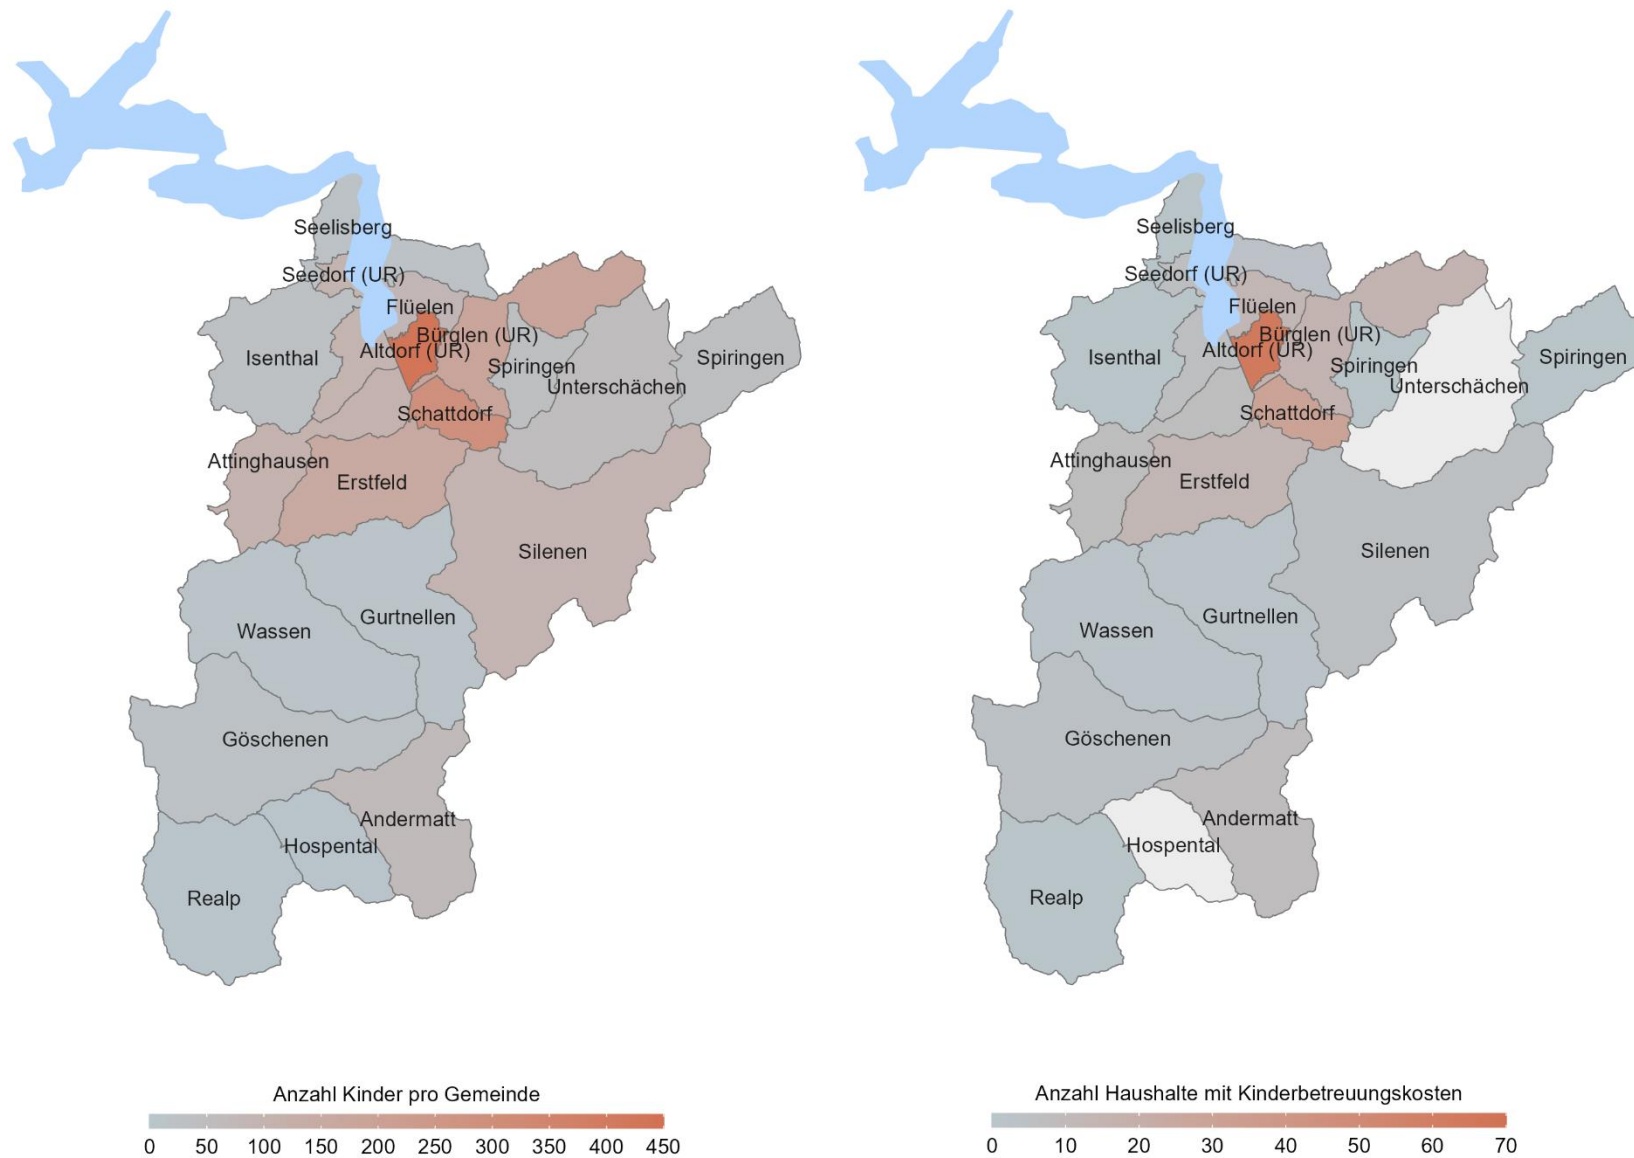 Seelisberg
Seedorf (UR)
Flüelen
Bürglen (UR)
Altdorf (UR)
Isenthal
Spiringen
Spiringen
Unterschächen
Schattdorf
Attinghausen
Erstfeld
Silenen
Gurtnellen
Wassen
Göschenen
Andermatt
Hospental
Realp
Anzahl Kinder pro Gemeinde
0 50 100 150 200 250 300 350 400 450
Seelisberg
Seedorf (UR)
Flüelen
Bürglen (UR)
Altdorf (UR)
Isenthal
Spiringen
Spiringen
Unterschächen
Schattdorf
Attinghausen
Erstfeld
Silenen
Gurtnellen
Wassen
Göschenen
Andermatt
Hospental
Realp
Anzahl Haushalte mit Kinderbetreuungskosten
0 10 20 30 40 50 60 70